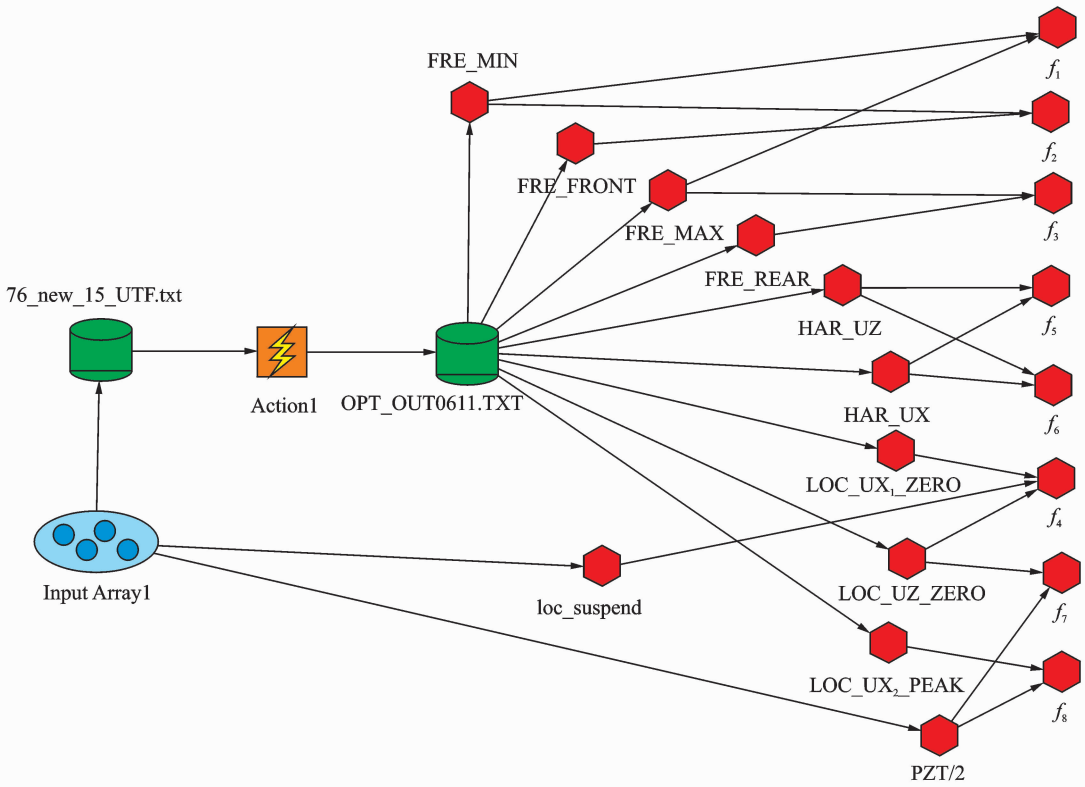 FRE_MIN
f₁
f₂
FRE_FRONT
FRE_MAX
f₃
FRE_REAR
76_new_15_UTF.txt
HAR_UZ
f₅
Action1
OPT_OUT0611.TXT
HAR_UX
f₆
LOC_UX₁_ZERO
f₄
Input Array1
LOC_UZ_ZERO
loc_suspend
f₇
LOC_UX₂_PEAK
f₈
PZT/2